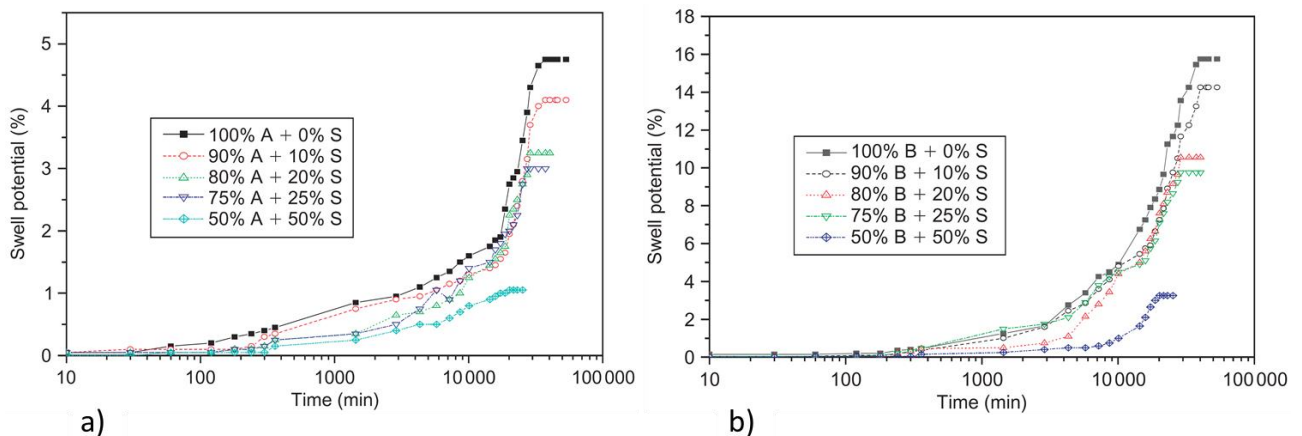 5
4
3
2
1
0
Swell potential (%)
100% A + 0% S
90% A + 10% S
80% A + 20% S
75% A + 25% S
50% A + 50% S
10
100
1000
10 000
100 000
Time (min)
a)
18
16
14
12
10
8
6
4
2
0
Swell potential (%)
100% B + 0% S
90% B + 10% S
80% B + 20% S
75% B + 25% S
50% B + 50% S
10
100
1000
10 000
100 000
Time (min)
b)